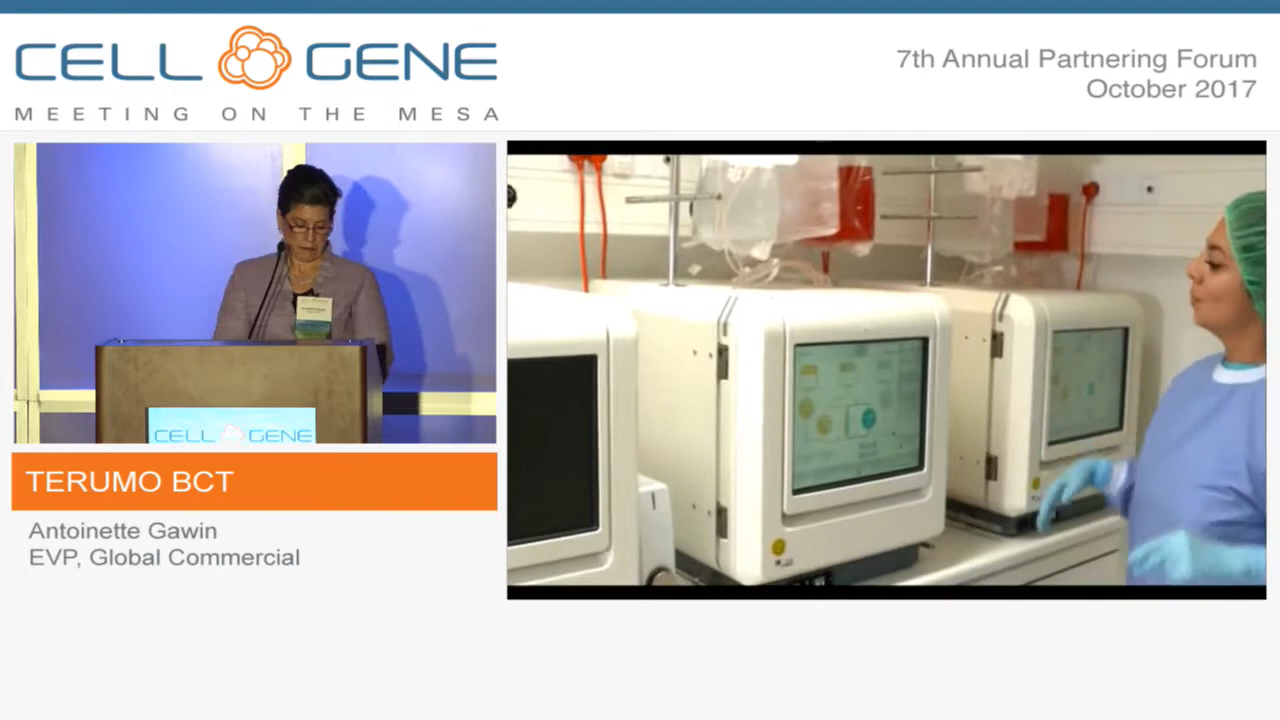 CELL GENE
MEETING ON THE MESA
7th Annual Partnering Forum
October 2017
CELL GENE
TERUMO BCT
Antoinette Gawin
EVP, Global Commercial